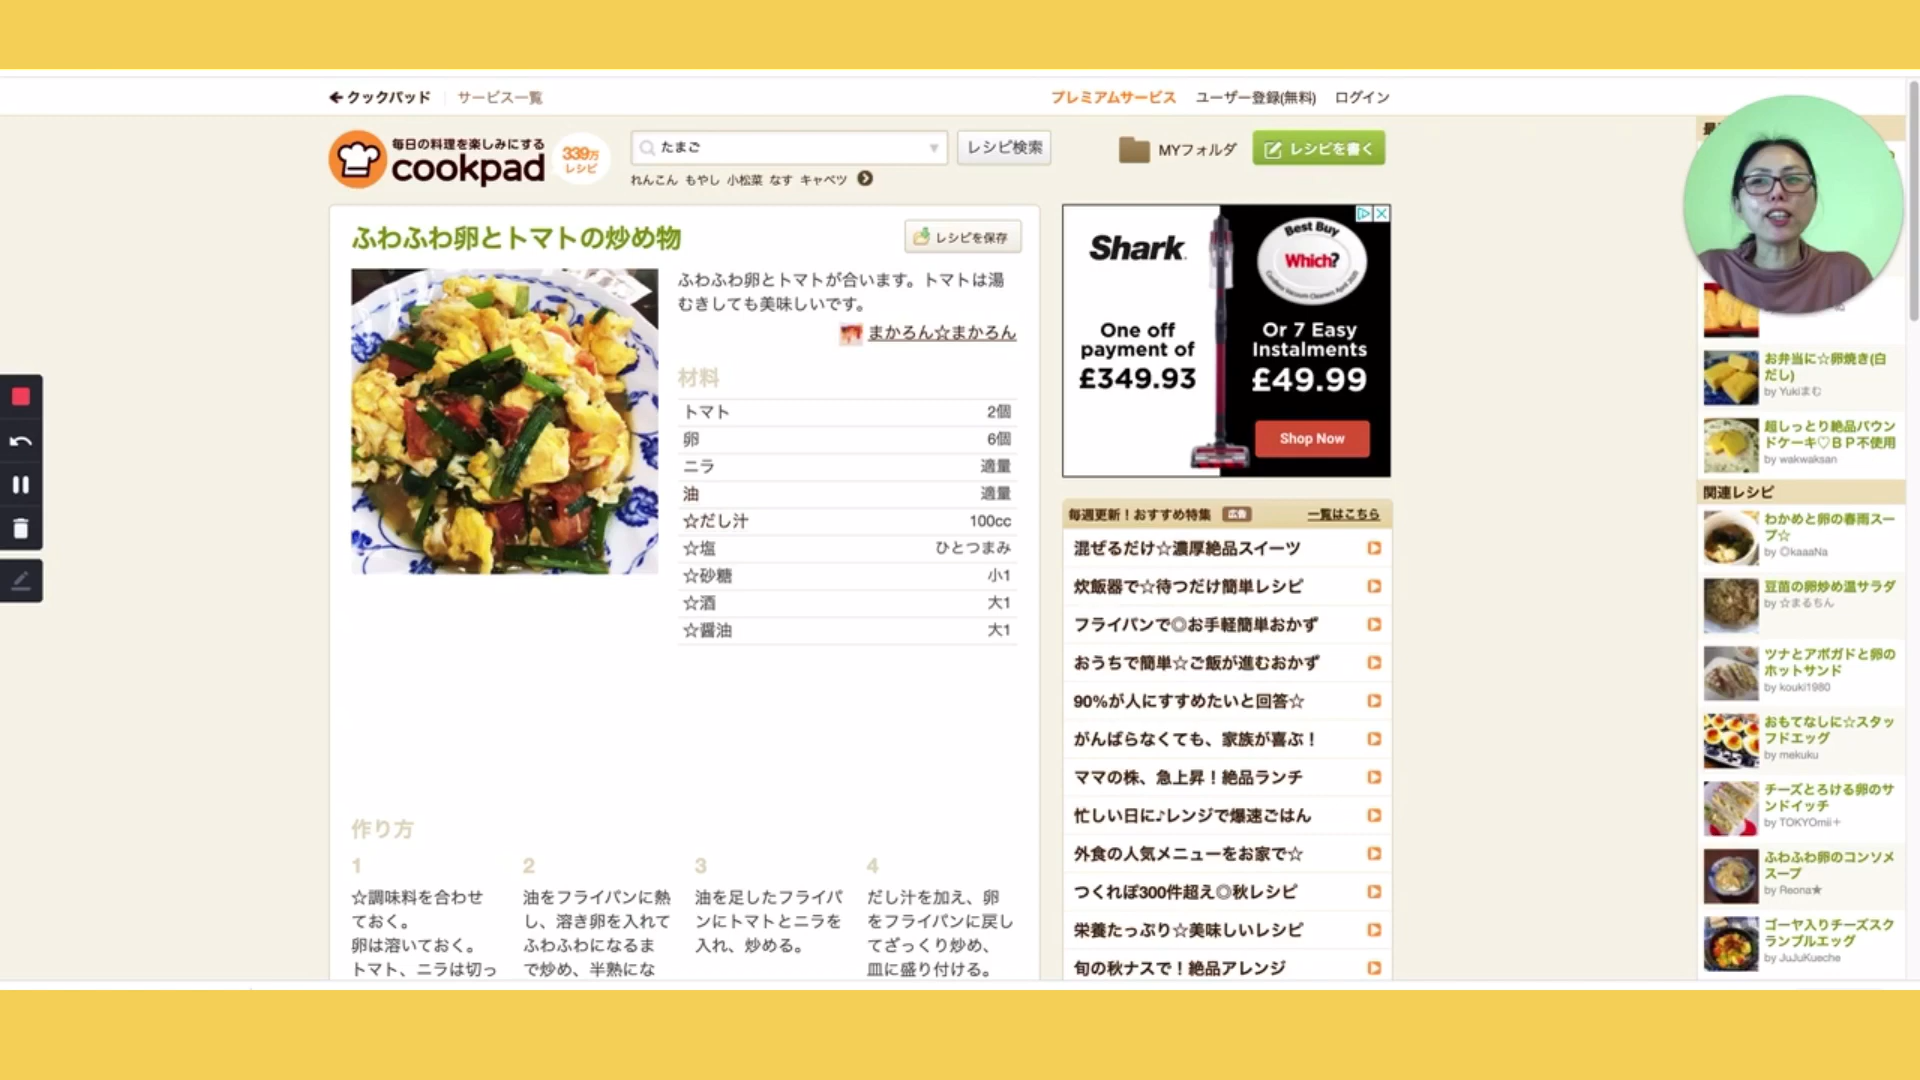 クックパッド
サービス一覧
プレミアムサービス
ユーザー登録(無料)
ログイン
毎日の料理を楽しみにする
cookpad
339万
レシピ
たまご
レシピ検索
れんこん もやし 小松菜 なす キャベツ
MYフォルダ
レシピを書く
ふわふわ卵とトマトの炒め物
レシピを保存
ふわふわ卵とトマトが合います。トマトは湯
むきしても美味しいです。
まかろん☆まかろん
材料
トマト 2個
卵 6個
ニラ 適量
油 適量
☆だし汁 100cc
☆塩 ひとつまみ
☆砂糖 小1
☆酒 大1
☆醤油 大1
作り方
1
☆調味料を合わせ
ておく。
卵は溶いておく。
トマト、ニラは切っ
2
油をフライパンに熱
し、溶き卵を入れて
ふわふわになるま
で炒め、半熟にな
3
油を足したフライパ
ンにトマトとニラを
入れ、炒める。
4
だし汁を加え、卵
をフライパンに戻し
てざっくり炒め、
皿に盛り付ける。
Shark
One off
payment of
£349.93
Best Buy
Which?
Or 7 Easy
Instalments
£49.99
Shop Now
毎週更新！おすすめ特集 広告 一覧はこちら
混ぜるだけ☆濃厚絶品スイーツ
炊飯器で☆待つだけ簡単レシピ
フライパンで◎お手軽簡単おかず
おうちで簡単☆ご飯が進むおかず
90%が人にすすめたいと回答☆
がんばらなくても、家族が喜ぶ！
ママの株、急上昇！絶品ランチ
忙しい日に♪レンジで爆速ごはん
外食の人気メニューをお家で☆
つくれぽ300件超え◎秋レシピ
栄養たっぷり☆美味しいレシピ
旬の秋ナスで！絶品アレンジ
お弁当に☆卵焼き(白
だし)
by Yukiまむ
超しっとり絶品パウン
ドケーキ♡ＢＰ不使用
by wakwaksan
関連レシピ
わかめと卵の春雨スー
プ☆
by ◎kaaaNa
豆苗の卵炒め温サラダ
by ☆まるちん
ツナとアボガドと卵の
ホットサンド
by kouki1980
おもてなしに☆スタッ
フドエッグ
by mekuku
チーズとろける卵のサ
ンドイッチ
by TOKYOmii＋
ふわふわ卵のコンソメ
スープ
by Reona★
ゴーヤ入りチーズスク
ランブルエッグ
by JuJuKueche